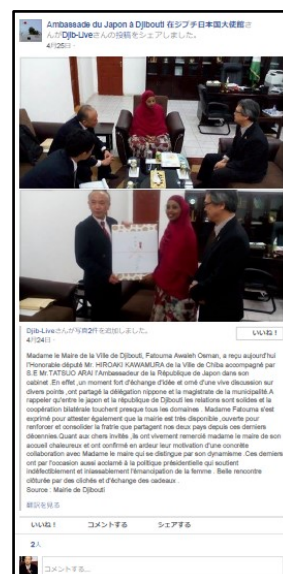 Ambassade du Japon à Djibouti 在ジブチ日本国大使館さ
んがDjib-Liveさんの投稿をシェアしました。
4月25日 ·
Djib-Liveさんが写真2件を追加しました。
4月24日 ·
いいね！
Madame le Maire de la Ville de Djibouti, Fatouma Awaleh Osman, a reçu aujourd'hui
l'Honorable député Mr. HIROAKI KAWAMURA de la Ville de Chiba accompagné par
S.E Mr.TATSUO ARAI l'Ambassadeur de la République de Japon dans son
cabinet .En effet ,un moment fort d'échange d'idée et orné d'une vive discussion sur
divers points ,ont partagé la délégation nippone et la magistrate de la municipalité.A
rappeler qu'entre le japon et la république de Djibouti les relations sont solides et la
coopération bilatérale touchent presque tous les domaines . Madame Fatouma s'est
exprimé pour attester également que la mairie est très disponible ,ouverte pour
renforcer et consolider la fratrie que partagent nos deux pays depuis ces derniers
décennies.Quant aux chers invités ,ils ont vivement remercié madame le maire de son
accueil chaleureux et ont confirmé en ardeur leur motivation d'une concrète
collaboration avec Madame le maire qui se distingue par son dynamisme. Ces derniers
ont par l'occasion aussi acclamé à la politique présidentielle qui soutient
indéfectiblement et inlassablement l'émancipation de la femme . Belle rencontre
clôturée par des clichés et d'échange des cadeaux .
Source : Mairie de Djibouti
翻訳を見る
いいね！ コメントする シェアする
2人
コメントする...